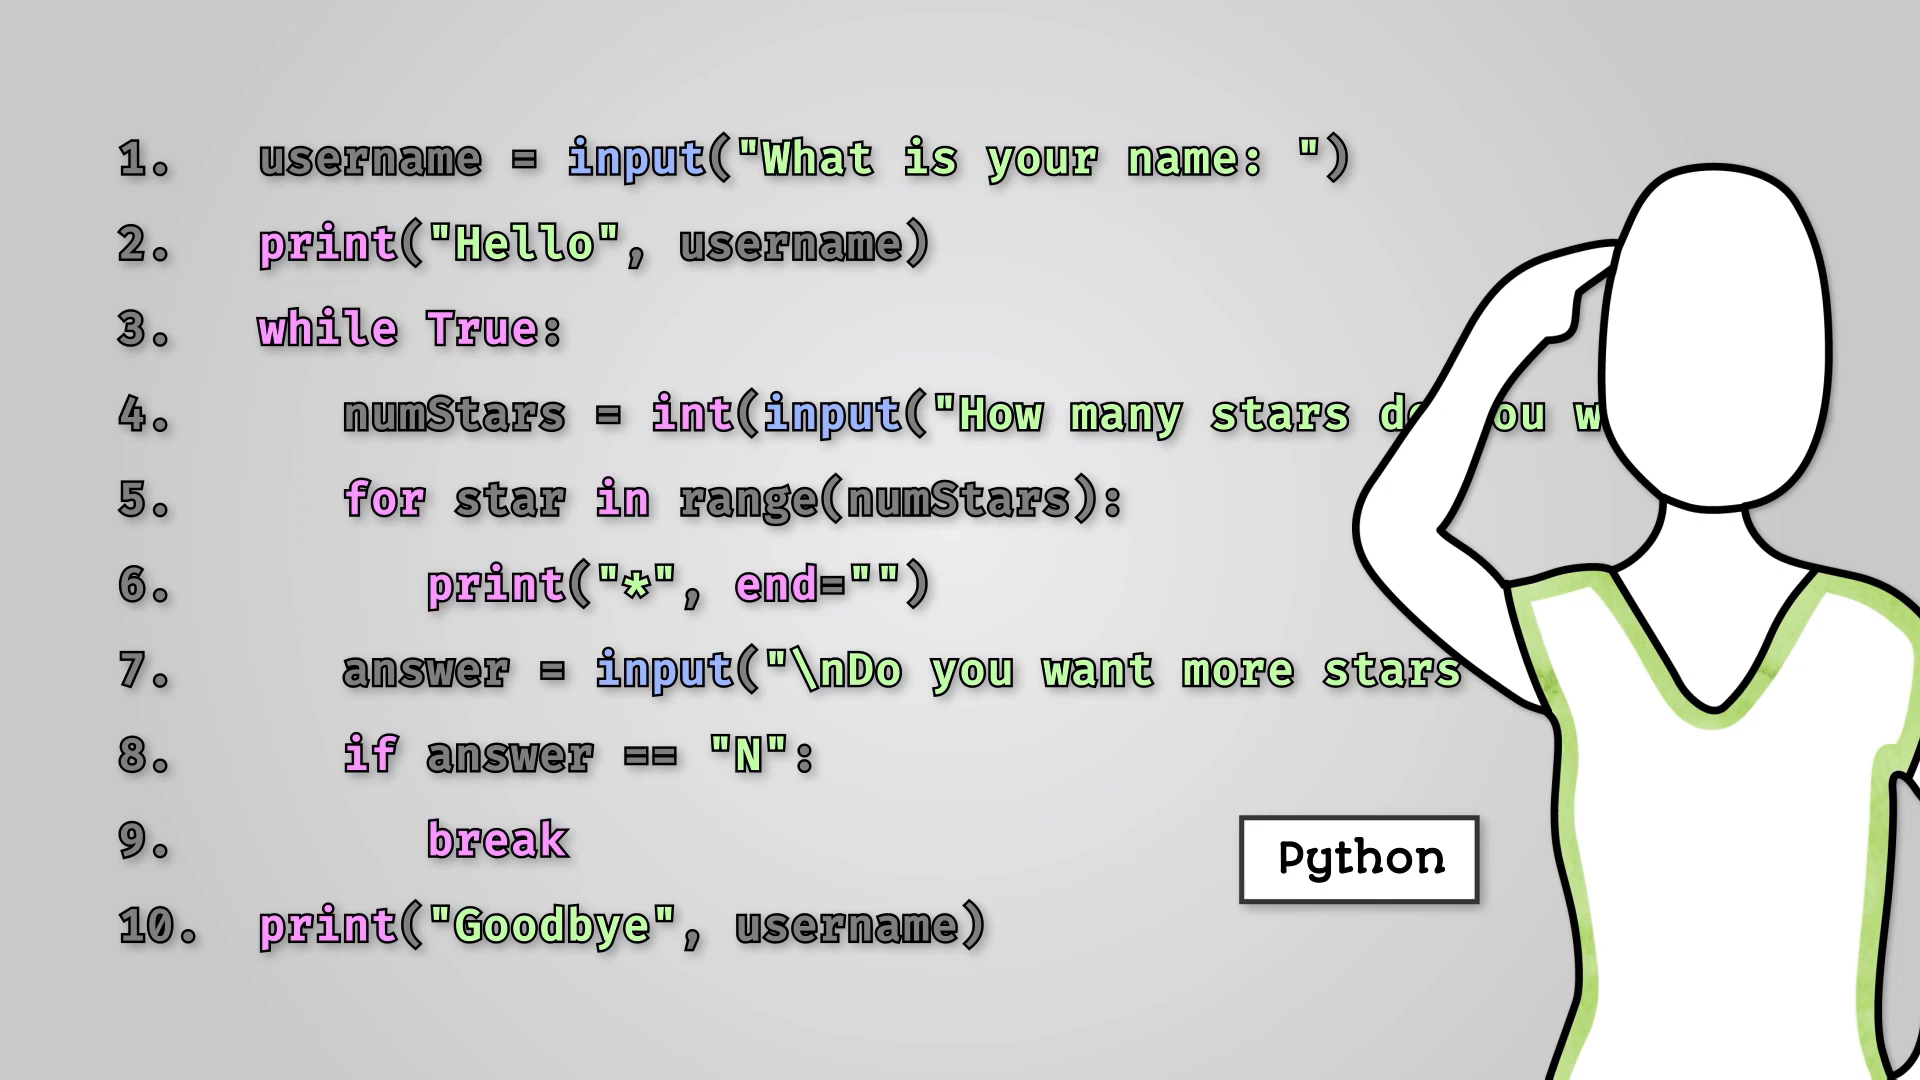 1. username = input("What is your name: ")
2. print("Hello", username)
3. while True:
4. numStars = int(input("How many stars
5. for star in range(numStars):
6. print("*", end="")
7. answer = input("\nDo you want more stars
8. if answer == "N":
9. break
10. print("Goodbye", username)
Python